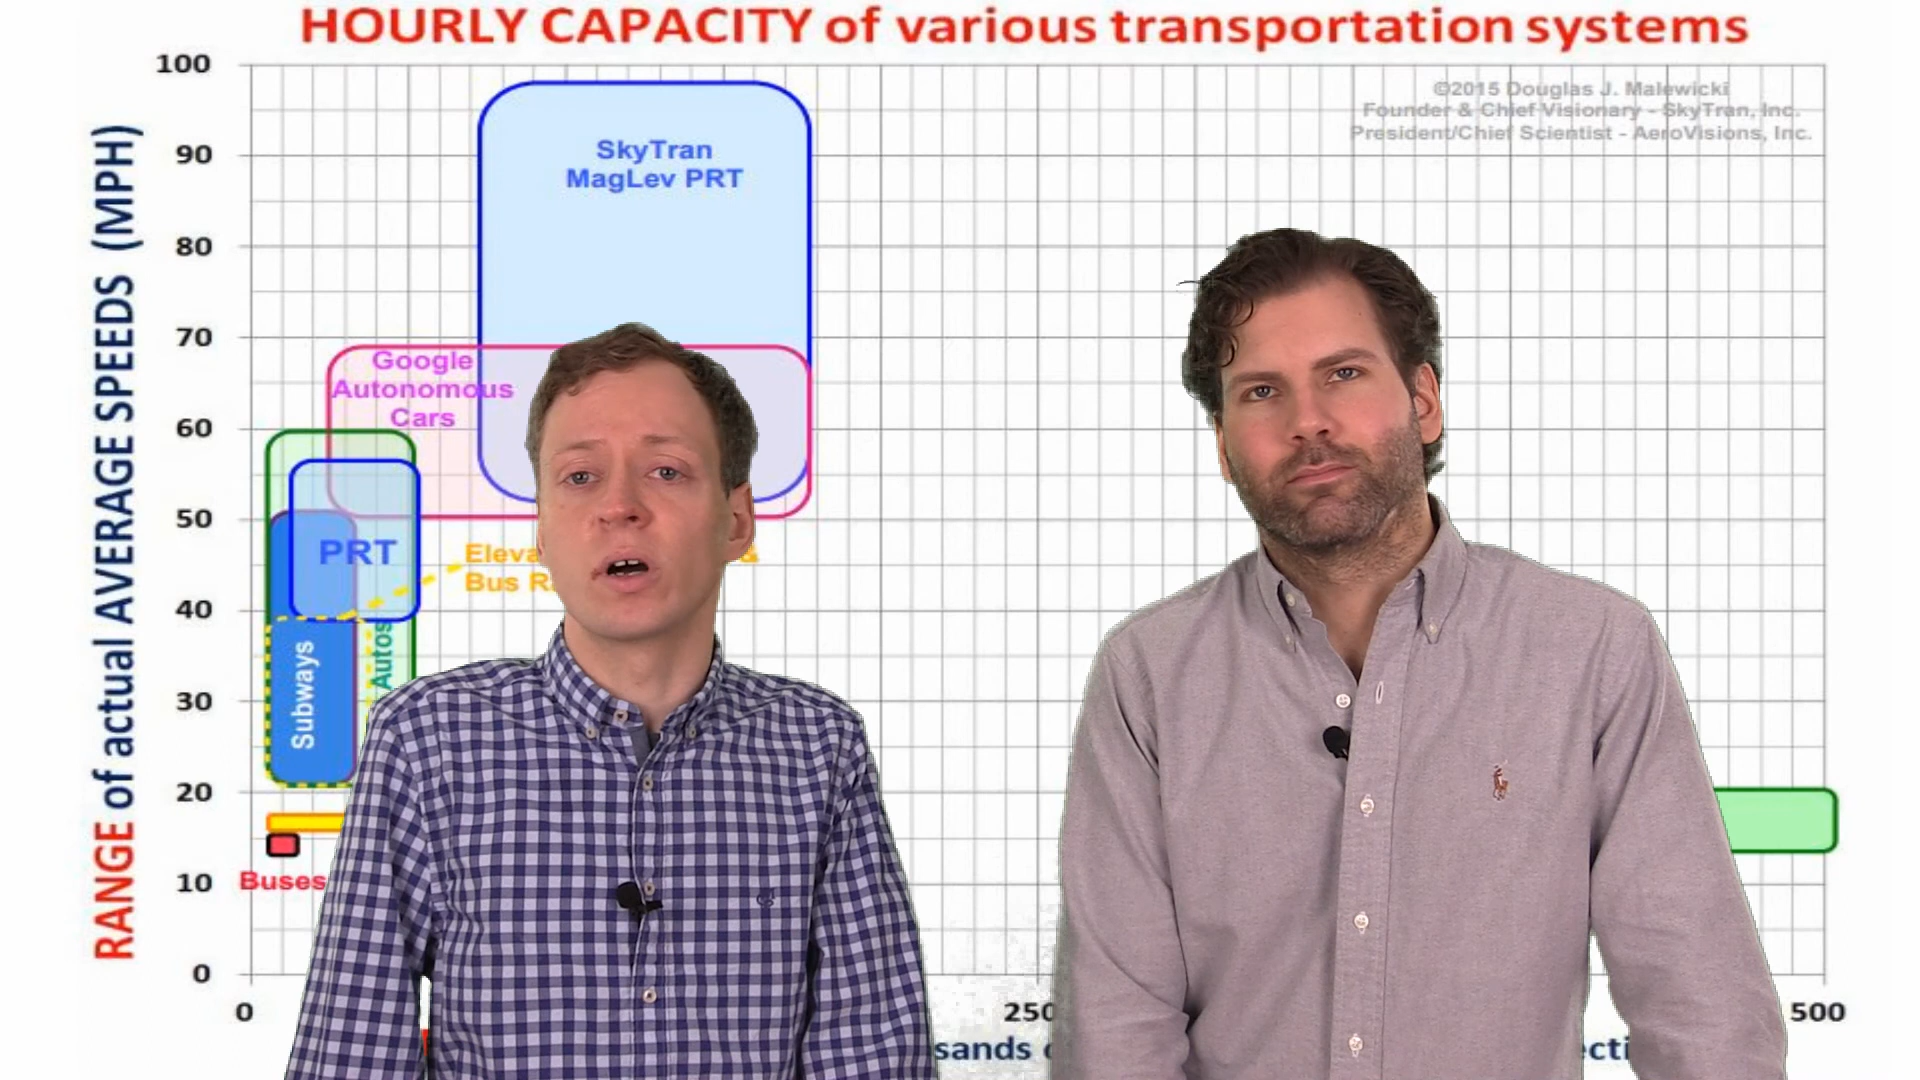 HOURLY CAPACITY of various transportation systems
©2015 Douglas J. Malewicki
Founder & Chief Visionary - SkyTran, Inc.
President/Chief Scientist - AeroVisions, Inc.
RANGE of actual AVERAGE SPEEDS (MPH)
100
90
80
70
60
50
40
30
20
10
0
SkyTran
MagLev PRT
Google
Autonomous
Cars
PRT
&
Bus
Subways
Autos
Buses
0
250
500